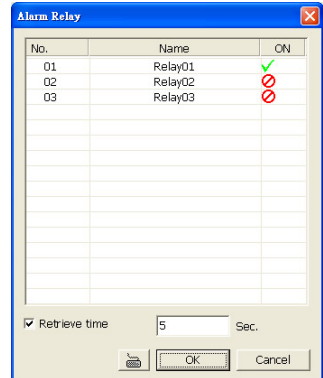 Alarm Relay
No. Name ON
01 Relay01
02 Relay02
03 Relay03
Retrieve time 5 Sec.
OK Cancel